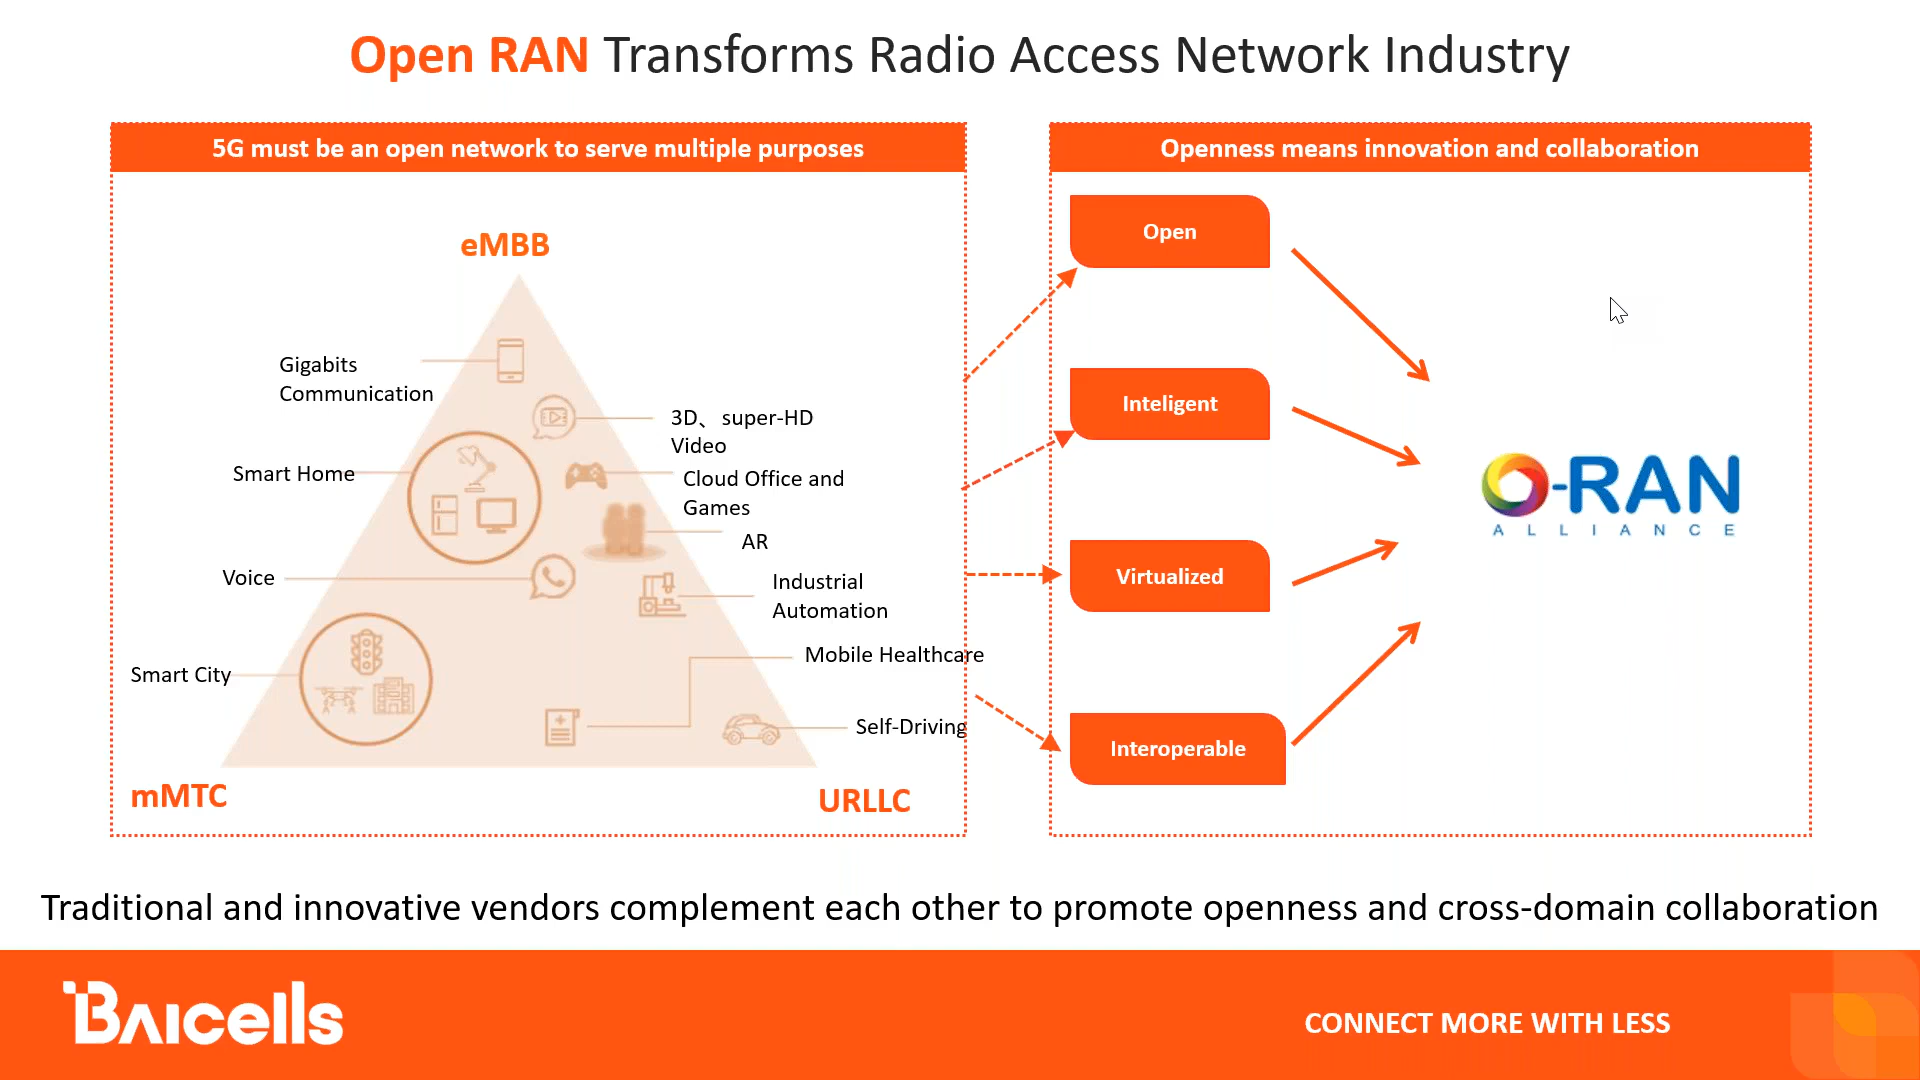 Open RAN Transforms Radio Access Network Industry
5G must be an open network to serve multiple purposes
eMBB
Gigabits
Communication
3D、super-HD
Video
Smart Home
Cloud Office and
Games
AR
Voice
Industrial
Automation
Mobile Healthcare
Smart City
Self-Driving
mMTC
URLLC
Openness means innovation and collaboration
Open
Inteligent
Virtualized
Interoperable
O-RAN
ALLIANCE
Traditional and innovative vendors complement each other to promote openness and cross-domain collaboration
BAICELLS
CONNECT MORE WITH LESS